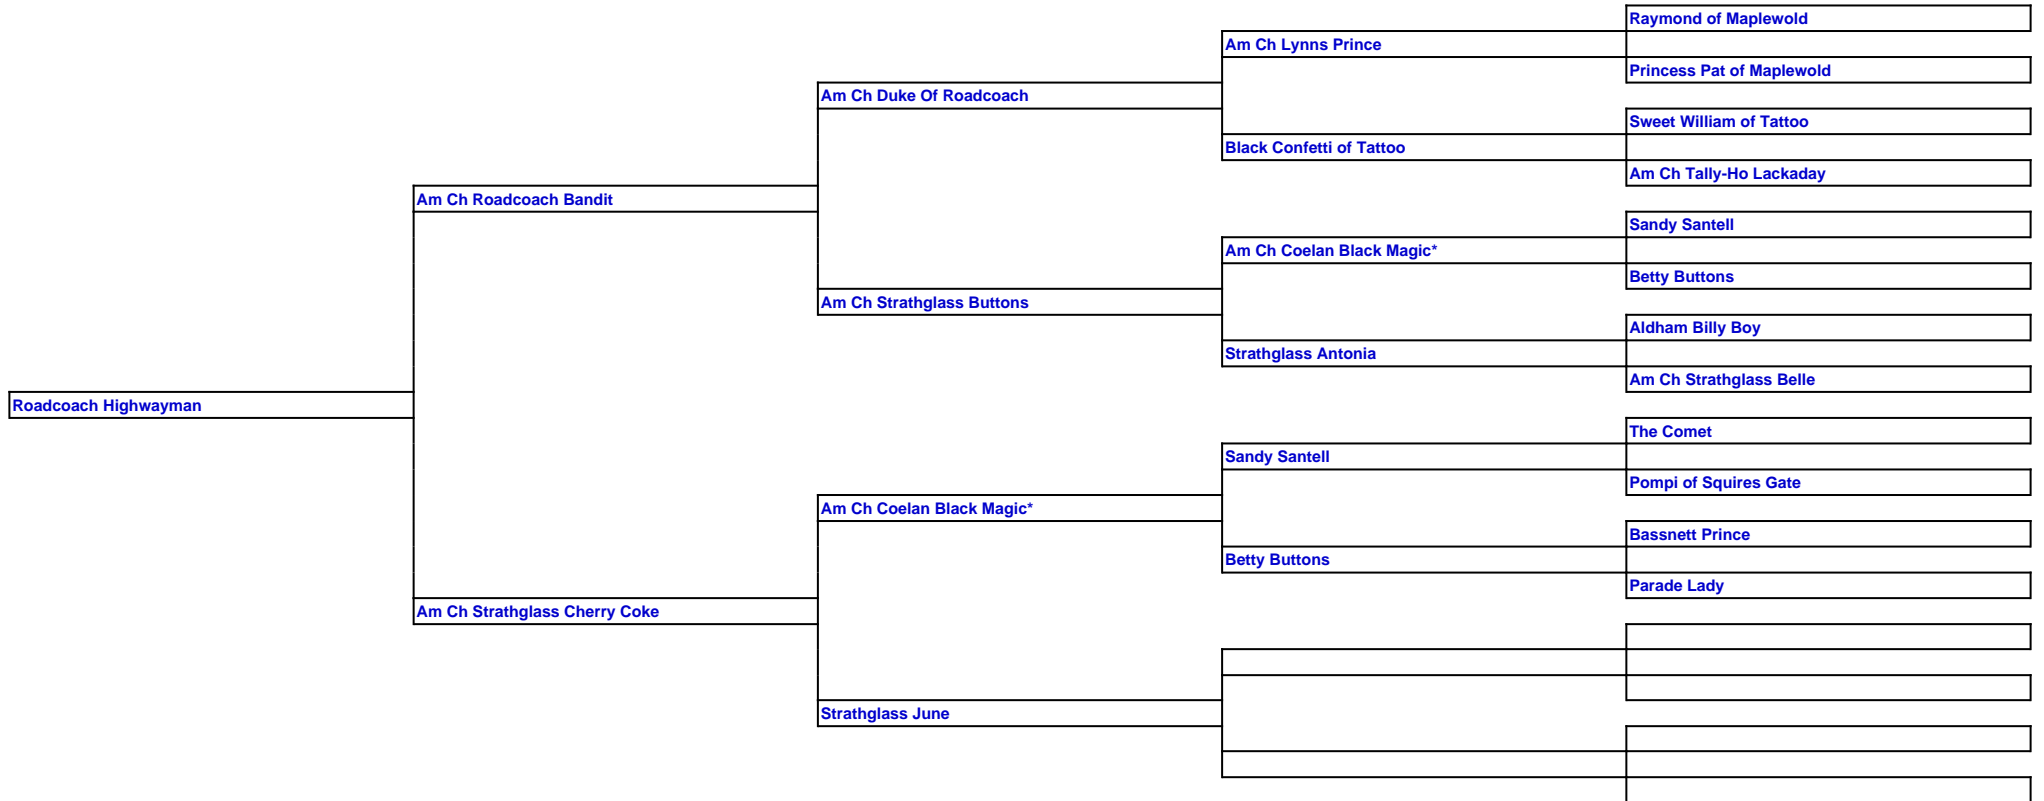 Raymond of Maplewold
Am Ch Lynns Prince
Princess Pat of Maplewold
Am Ch Duke Of Roadcoach
Sweet William of Tattoo
Black Confetti of Tattoo
Am Ch Tally-Ho Lackaday
Am Ch Roadcoach Bandit
Sandy Santell
Am Ch Coelan Black Magic*
Betty Buttons
Am Ch Strathglass Buttons
Aldham Billy Boy
Strathglass Antonia
Am Ch Strathglass Belle
Roadcoach Highwayman
The Comet
Sandy Santell
Pompi of Squires Gate
Am Ch Coelan Black Magic*
Bassnett Prince
Betty Buttons
Parade Lady
Am Ch Strathglass Cherry Coke
Strathglass June